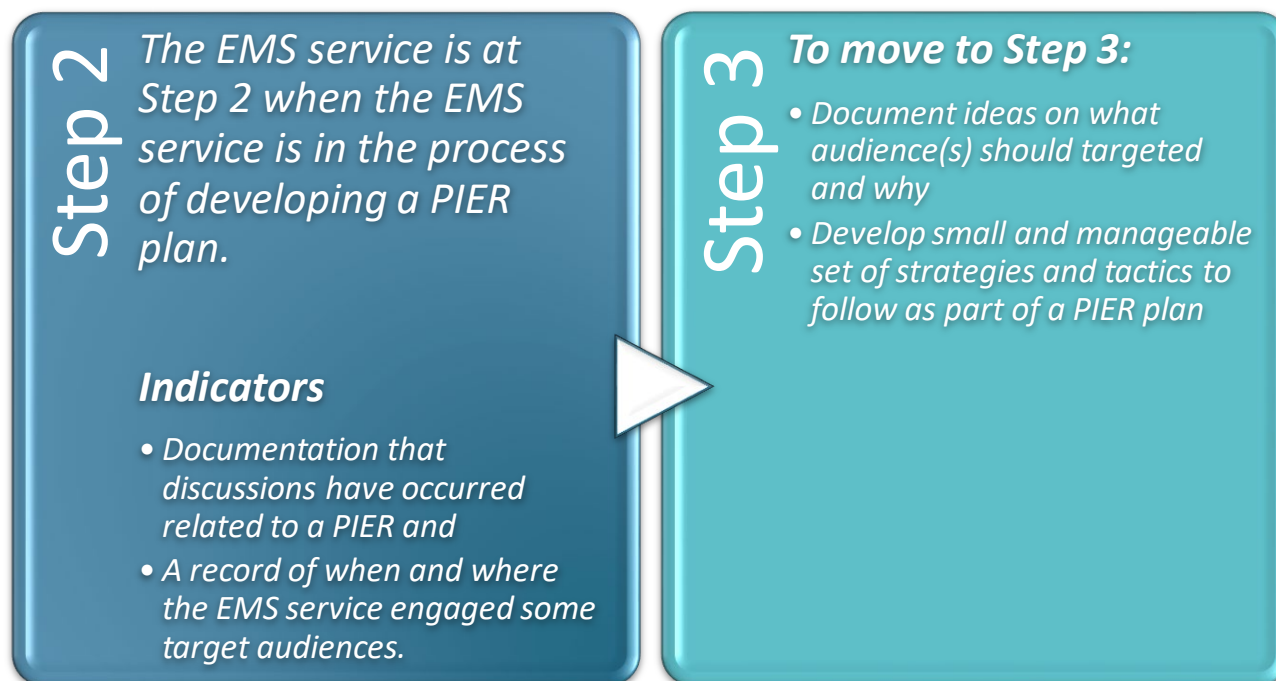 Step 2
The EMS service is at
Step 2 when the EMS
service is in the process
of developing a PIER
plan.
Indicators
• Documentation that
discussions have occurred
related to a PIER and
• A record of when and where
the EMS service engaged some
target audiences.
Step 3
To move to Step 3:
• Document ideas on what
audience(s) should targeted
and why
• Develop small and manageable
set of strategies and tactics to
follow as part of a PIER plan